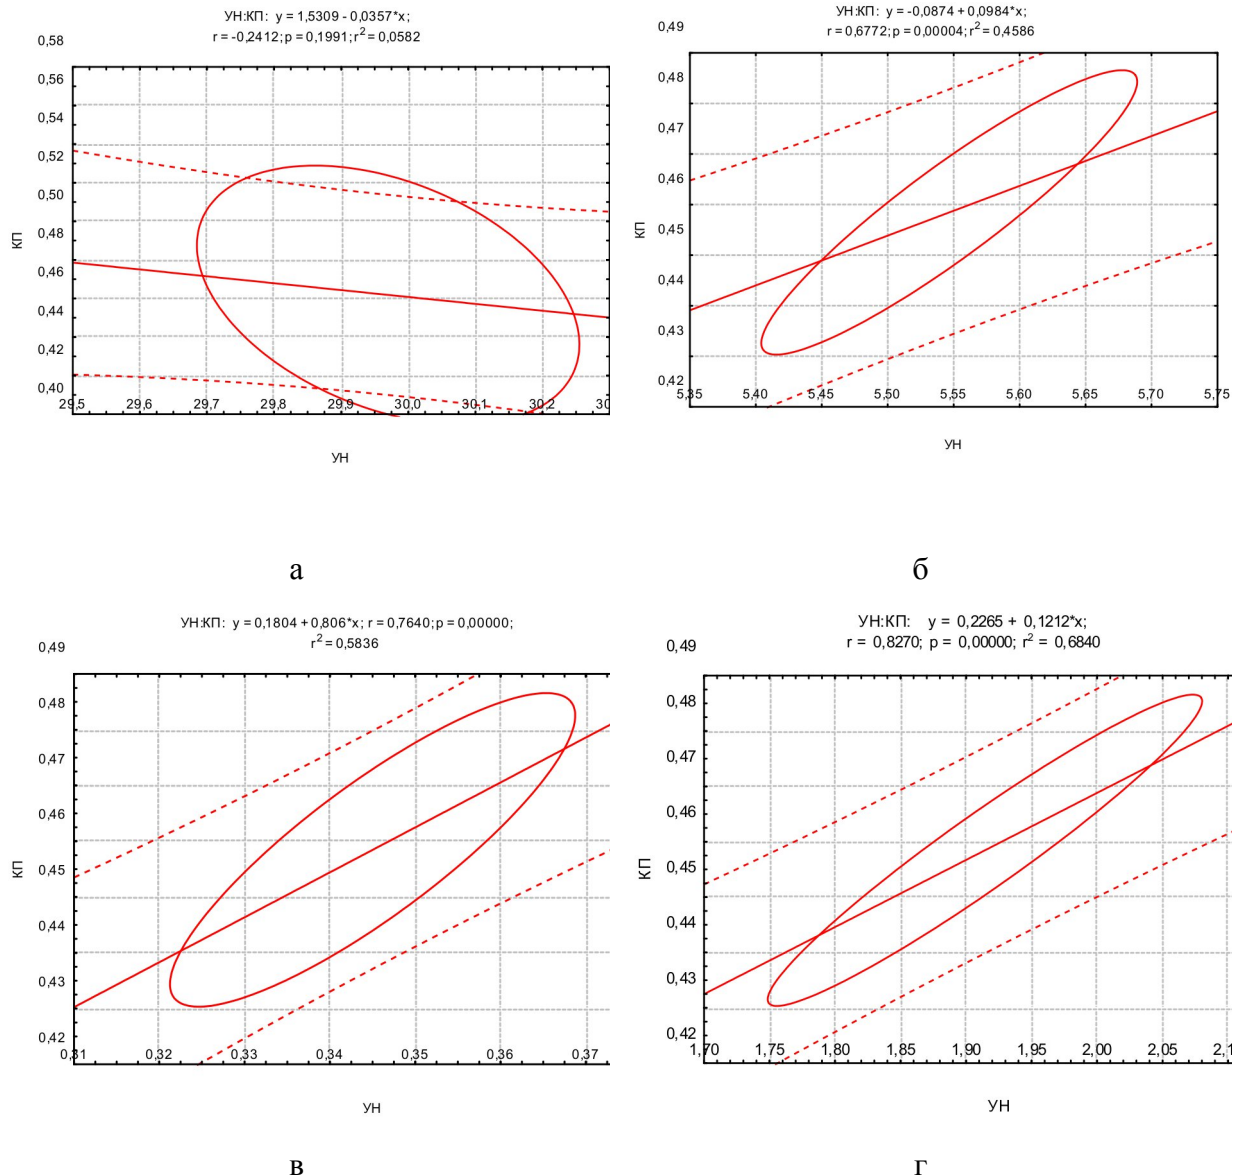 УН:КП: y = 1,5309 - 0,0357*x;
r = -0,2412; p = 0,1991; r² = 0,0582
0,58
0,56
0,54
0,52
0,50
0,48
0,46
0,44
0,42
0,40
КП
29,5 29,6 29,7 29,8 29,9 30,0 30,1 30,2 30
УН
а
УН:КП: y = -0,0874 + 0,0984*x;
r = 0,6772; p = 0,00004; r² = 0,4586
0,49
0,48
0,47
0,46
0,45
0,44
0,43
0,42
КП
5,35 5,40 5,45 5,50 5,55 5,60 5,65 5,70 5,75
УН
б
УН:КП: y = 0,1804 + 0,806*x; r = 0,7640; p = 0,00000;
r² = 0,5836
0,49
0,48
0,47
0,46
0,45
0,44
0,43
0,42
КП
0,31 0,32 0,33 0,34 0,35 0,36 0,37
УН
в
УН:КП: y = 0,2265 + 0,1212*x;
r = 0,8270; p = 0,00000; r² = 0,6840
0,49
0,48
0,47
0,46
0,45
0,44
0,43
0,42
КП
1,70 1,75 1,80 1,85 1,90 1,95 2,00 2,05 2,1
УН
г